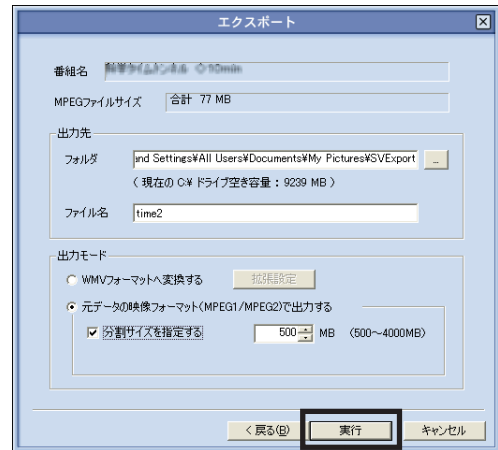 エクスポート
番組名
MPEGファイルサイズ 合計 77 MB
出力先
フォルダ and Settings¥All Users¥Documents¥My Pictures¥SVExport ...
(現在の C:¥ ドライブ空き容量：9239 MB)
ファイル名 time2
出力モード
WMVフォーマットへ変換する 拡張設定
元データの映像フォーマット(MPEG1/MPEG2)で出力する
分割サイズを指定する 500 MB (500～4000MB)
< 戻る(B) 実行 キャンセル